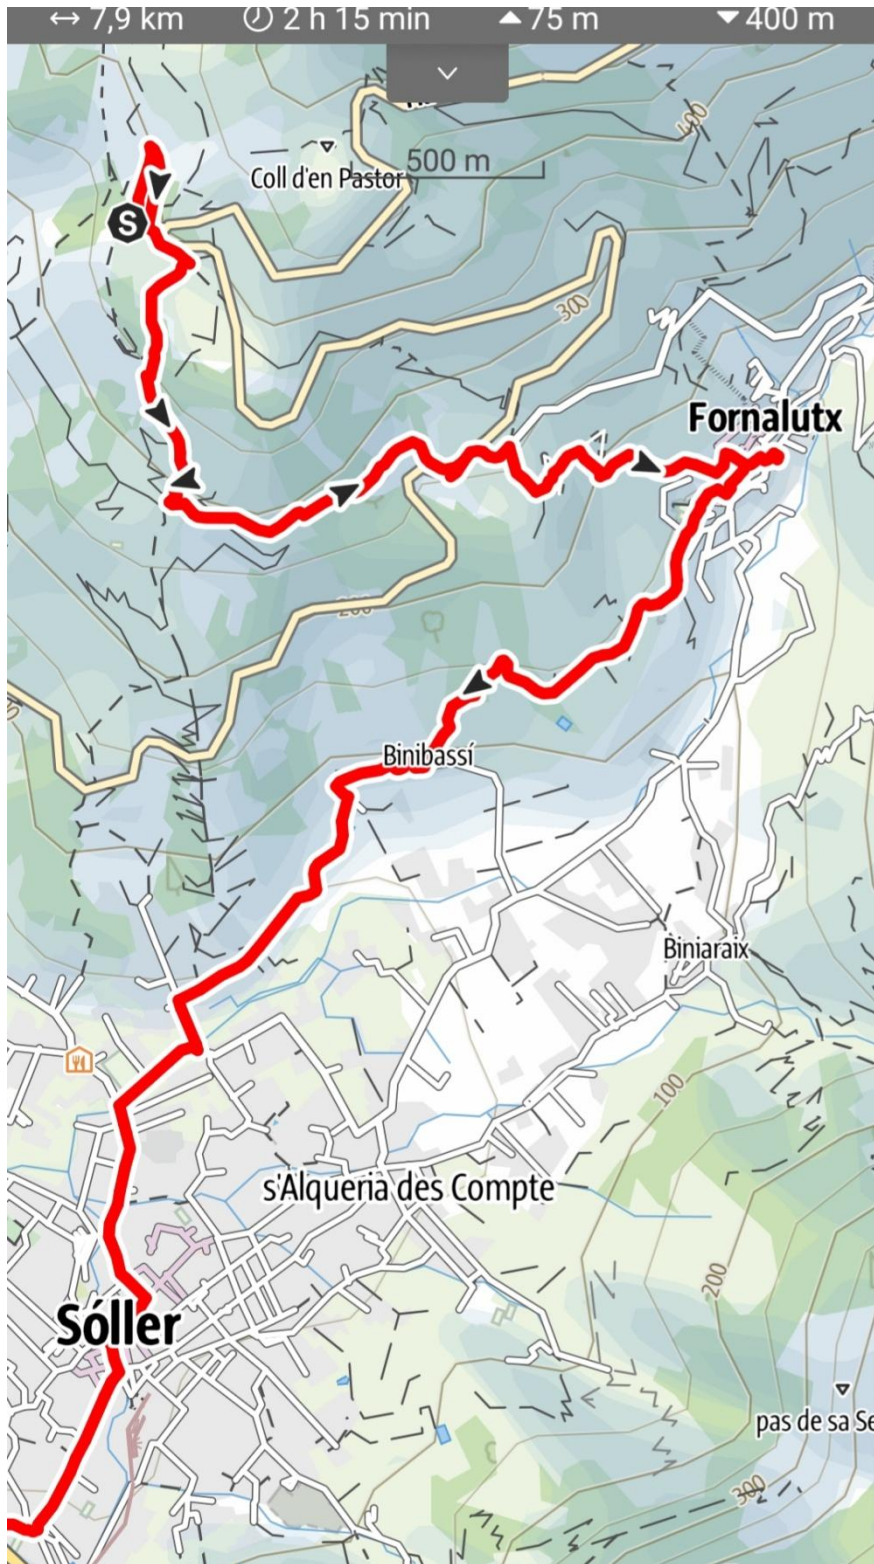 ↔ 7,9 km 2 h 15 min ▲ 75 m ▼ 400 m
400
Coll d'en Pastor
500 m
S
300
Fornalutx
200
Binibassí
Biniaraix
100
s'Alqueria des Compte
200
Sóller
pas de sa Se
300